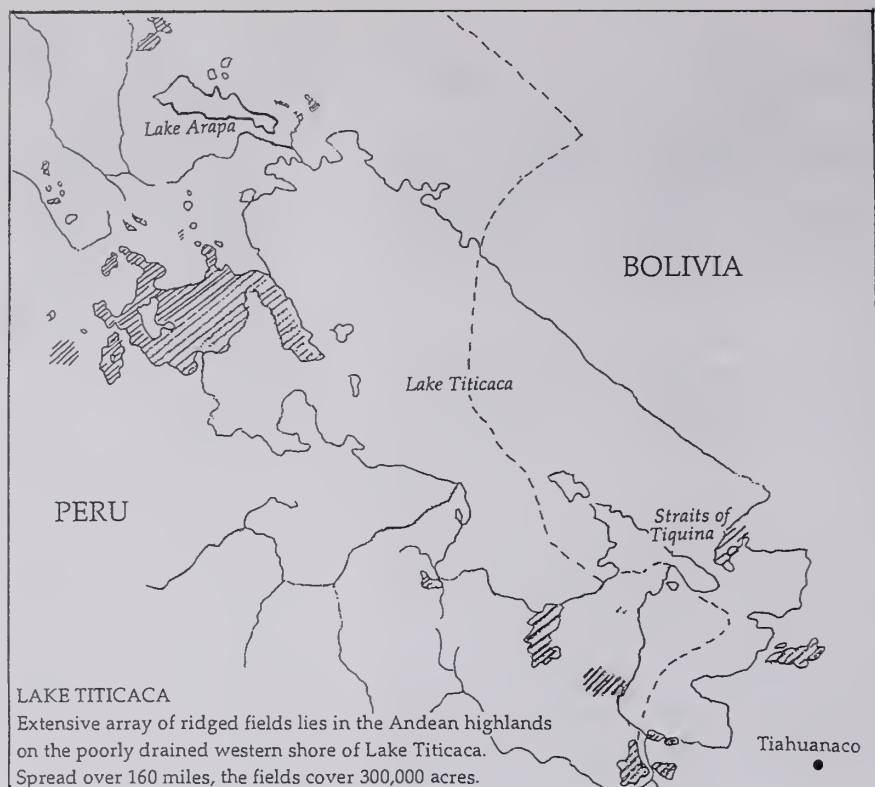 Lake Arapa
BOLIVIA
Lake Titicaca
PERU
Straits of
Tiquina
LAKE TITICACA
Extensive array of ridged fields lies in the Andean highlands
on the poorly drained western shore of Lake Titicaca.
Spread over 160 miles, the fields cover 300,000 acres.
Tiahuanaco